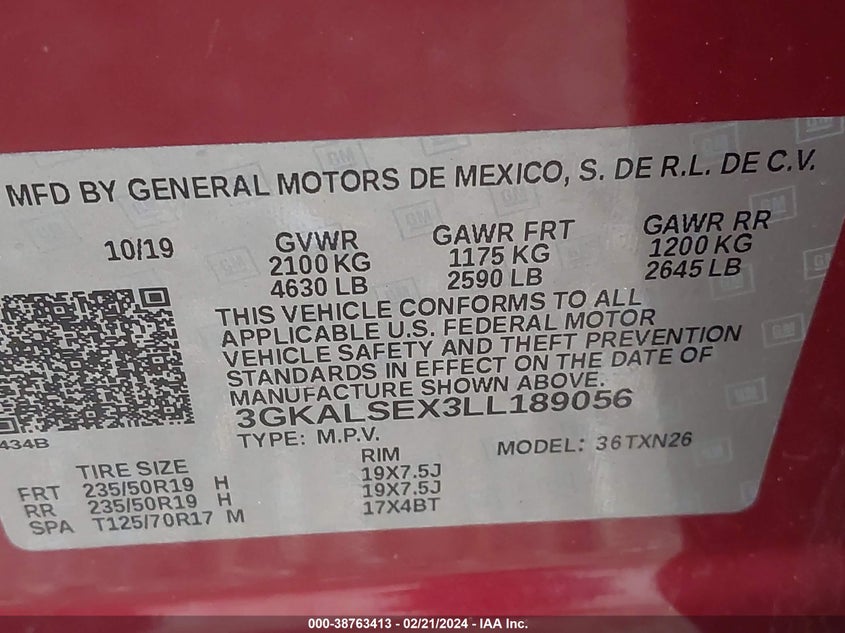 MFD BY GENERAL MOTORS DE MEXICO, S. DE R.L. DE C.V.
10/19
GVWR
2100 KG
4630 LB
GAWR FRT
1175 KG
2590 LB
GAWR RR
1200 KG
2645 LB
THIS VEHICLE CONFORMS TO ALL
APPLICABLE U.S. FEDERAL MOTOR
VEHICLE SAFETY AND THEFT PREVENTION
STANDARDS IN EFFECT ON THE DATE OF
MANUFACTURE SHOWN ABOVE.
3GKALSEX3LL189056
434B
TYPE: M.P.V.
MODEL: 36TXN26
TIRE SIZE RIM
FRT 235/50R19 H 19X7.5J
RR 235/50R19 H 19X7.5J
SPA T125/70R17 M 17X4BT
000-38763413 - 02/21/2024 - IAA Inc.